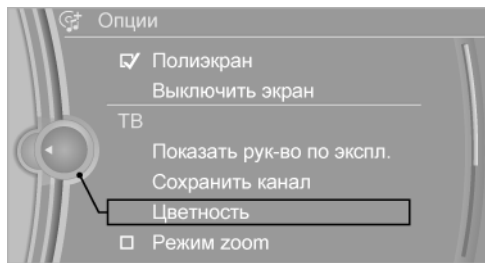 Опции
Полиэкран
Выключить экран
ТВ
Показать рук-во по экспл.
Сохранить канал
Цветность
Режим zoom